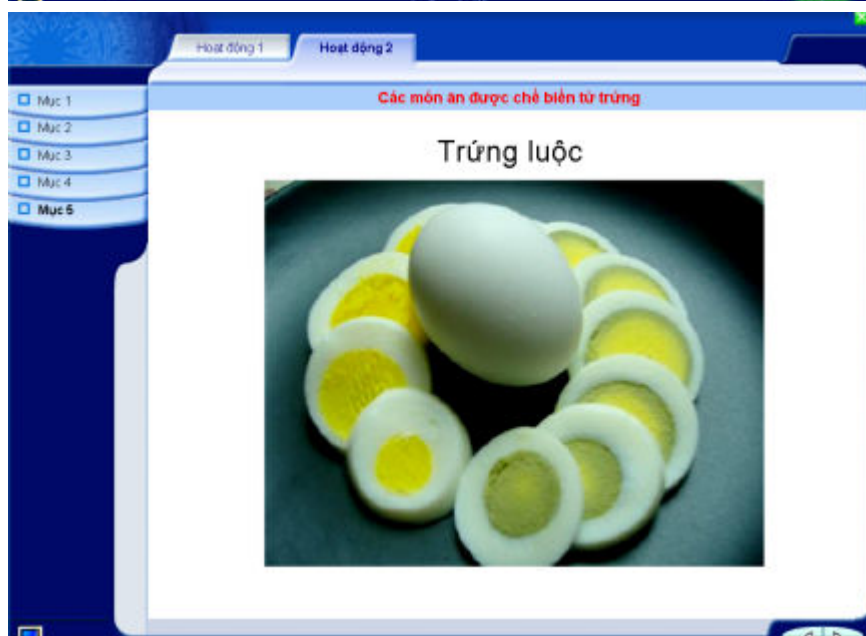 Hoạt động 1
Hoạt động 2
Các món ăn được chế biến từ trứng
Mục 1
Mục 2
Mục 3
Mục 4
Mục 5
Trứng luộc